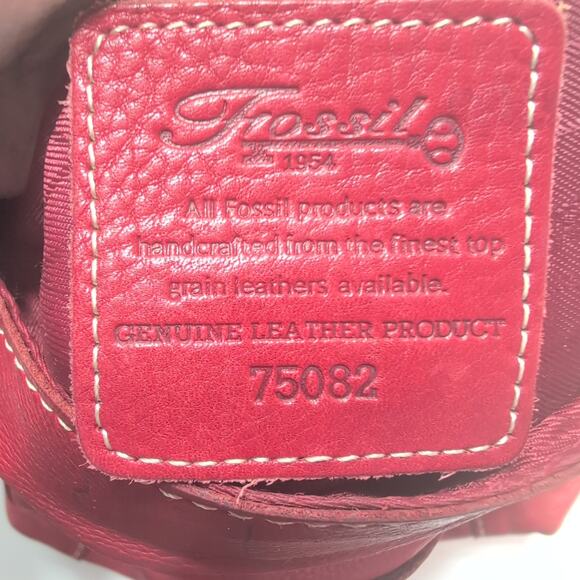 Fossil
1954
All Fossil products are
handcrafted from the finest top
grain leathers available.
GENUINE LEATHER PRODUCT
75082